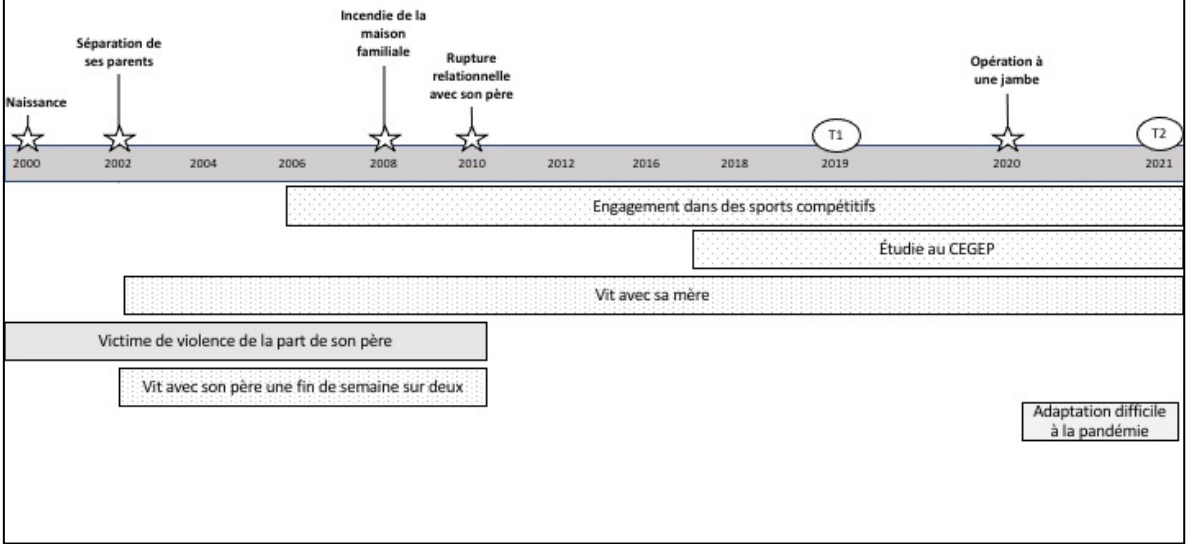 Incendie de la
maison
familiale
Séparation de
ses parents
Rupture
relationnelle
avec son père
Opération à
une jambe
Naissance
T1
T2
2000 2002 2004 2006 2008 2010 2012 2016 2018 2019 2020 2021
Engagement dans des sports compétitifs
Étudie au CEGEP
Vit avec sa mère
Victime de violence de la part de son père
Vit avec son père une fin de semaine sur deux
Adaptation difficile
à la pandémie